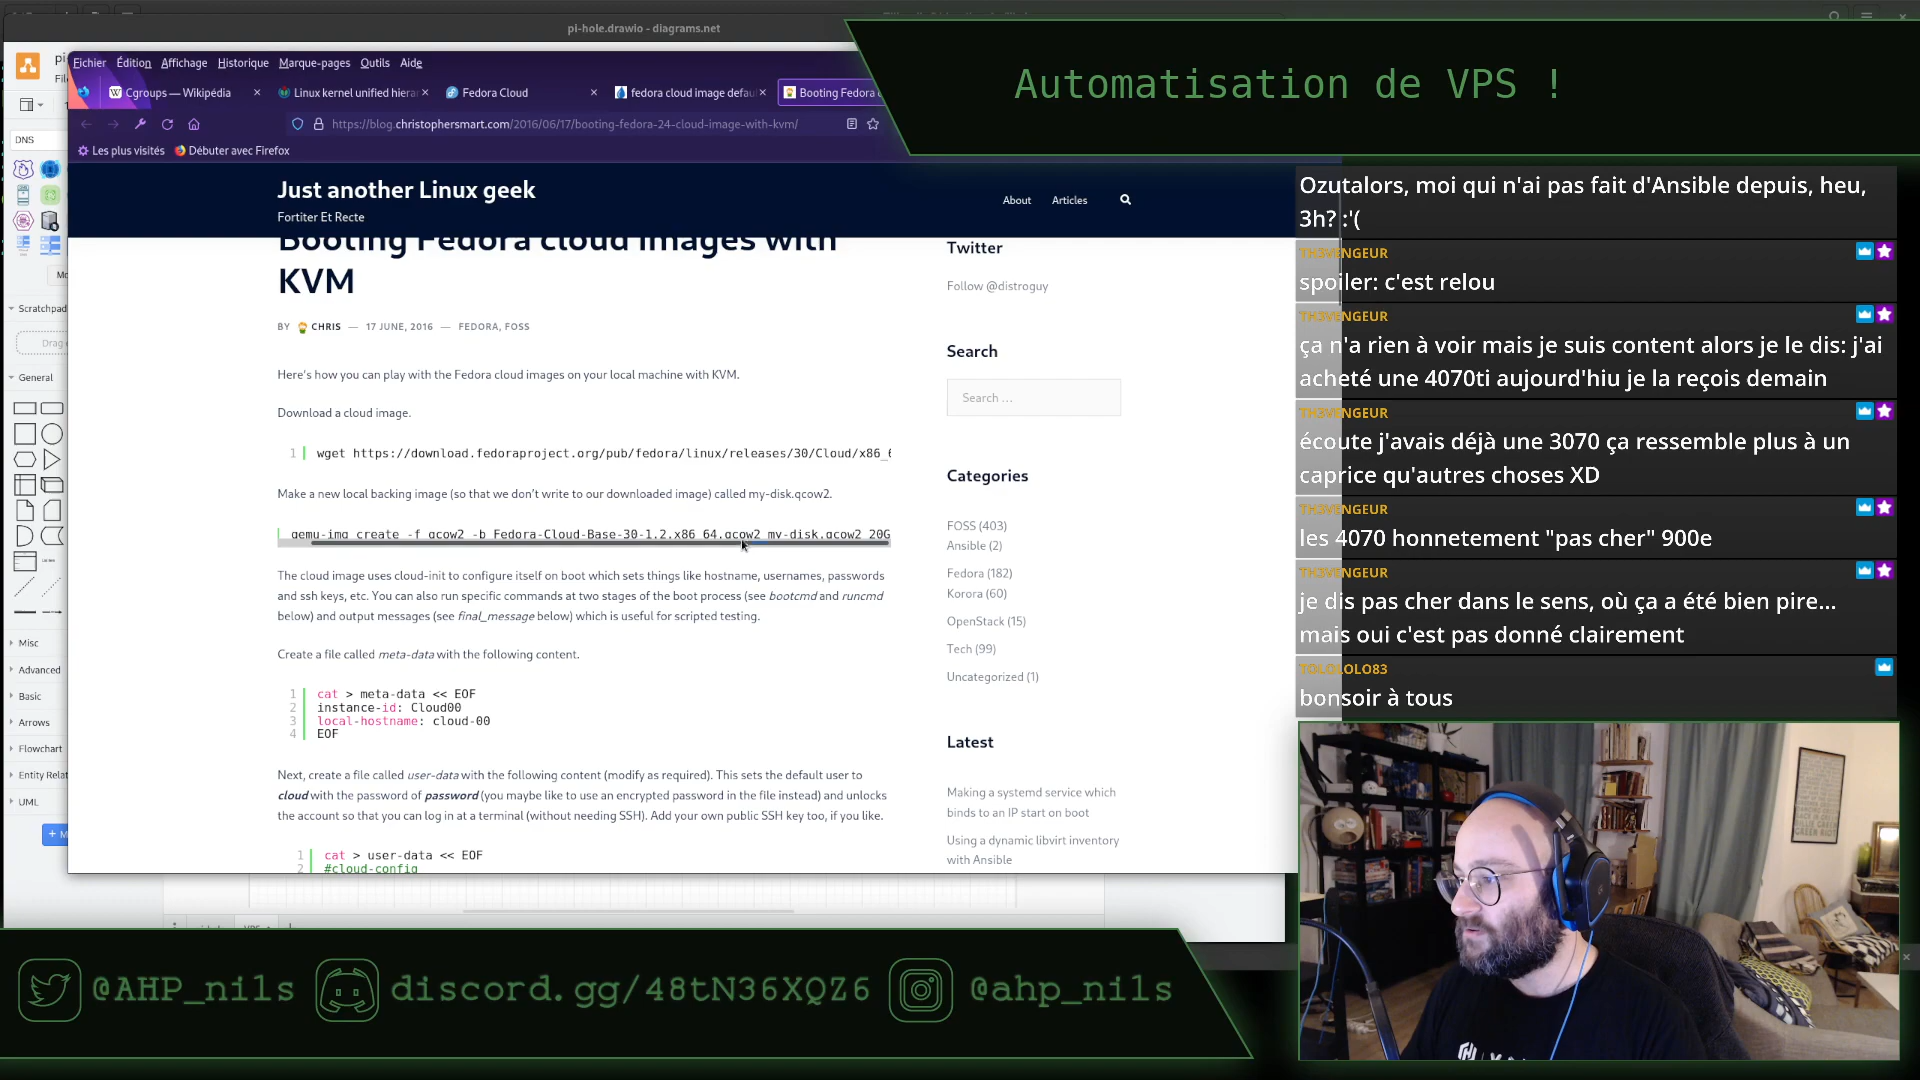 pi-hole.drawio - diagrams.net
Fichier Édition Affichage Historique Marque-pages Outils Aide
Cgroups — Wikipédia
Linux kernel unified hierar
Fedora Cloud
fedora cloud image defau
Booting Fedora
https://blog.christophersmart.com/2016/06/17/booting-fedora-24-cloud-image-with-kvm/
Les plus visités
Débuter avec Firefox
Automatisation de VPS !
DNS
Scratchpad
Drag
General
Misc
Advanced
Basic
Arrows
Flowchart
Entity Relat
UML
+ M
Just another Linux geek
Fortiter Et Recte
About
Articles
Booting Fedora cloud images with
KVM
BY CHRIS — 17 JUNE, 2016 — FEDORA, FOSS
Here's how you can play with the Fedora cloud images on your local machine with KVM.
Download a cloud image.
1 wget https://download.fedoraproject.org/pub/fedora/linux/releases/30/Cloud/x86_6
Make a new local backing image (so that we don't write to our downloaded image) called my-disk.qcow2.
qemu-img create -f qcow2 -b Fedora-Cloud-Base-30-1.2.x86_64.qcow2 my-disk.qcow2 20G
The cloud image uses cloud-init to configure itself on boot which sets things like hostname, usernames, passwords
and ssh keys, etc. You can also run specific commands at two stages of the boot process (see bootcmd and runcmd
below) and output messages (see final_message below) which is useful for scripted testing.
Create a file called meta-data with the following content.
1 cat > meta-data << EOF
2 instance-id: Cloud00
3 local-hostname: cloud-00
4 EOF
Next, create a file called user-data with the following content (modify as required). This sets the default user to
cloud with the password of password (you maybe like to use an encrypted password in the file instead) and unlocks
the account so that you can log in at a terminal (without needing SSH). Add your own public SSH key too, if you like.
1 cat > user-data << EOF
2 #cloud-config
Twitter
Follow @distroguy
Search
Search …
Categories
FOSS (403)
Ansible (2)
Fedora (182)
Korora (60)
OpenStack (15)
Tech (99)
Uncategorized (1)
Latest
Making a systemd service which
binds to an IP start on boot
Using a dynamic libvirt inventory
with Ansible
Ozutalors, moi qui n'ai pas fait d'Ansible depuis, heu,
3h? :'(
TH3VENGEUR
spoiler: c'est relou
TH3VENGEUR
ça n'a rien à voir mais je suis content alors je le dis: j'ai
acheté une 4070ti aujourd'hiu je la reçois demain
TH3VENGEUR
écoute j'avais déjà une 3070 ça ressemble plus à un
caprice qu'autres choses XD
TH3VENGEUR
les 4070 honnetement "pas cher" 900e
TH3VENGEUR
je dis pas cher dans le sens, où ça a été bien pire...
mais oui c'est pas donné clairement
TOLOLOLO83
bonsoir à tous
@AHP_nils
discord.gg/48tN36XQZ6
@ahp_nils